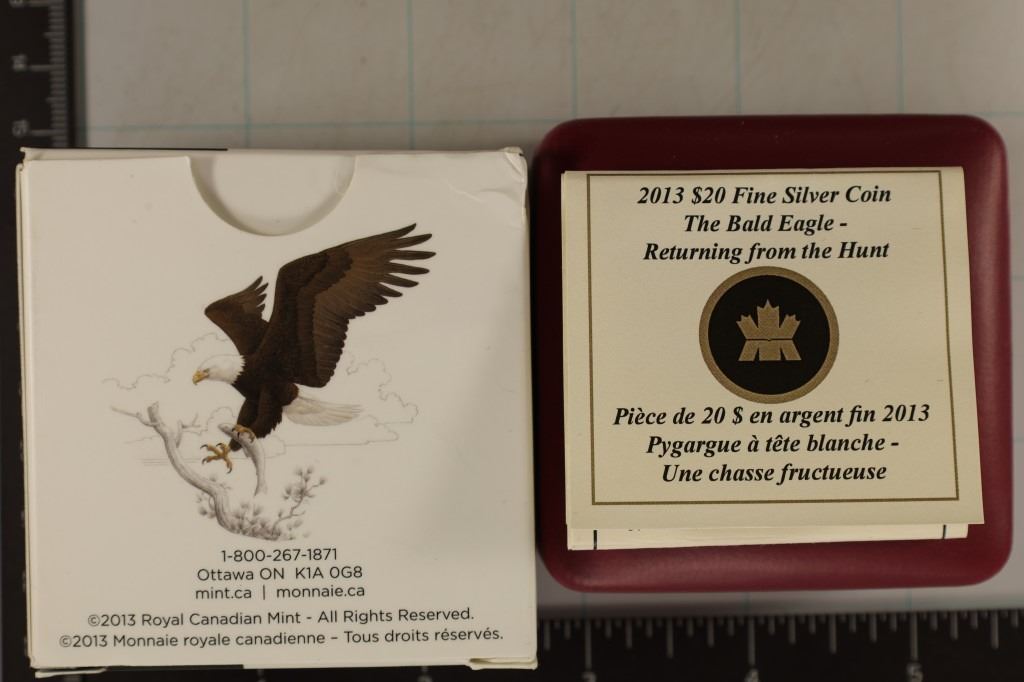 1-800-267-1871
Ottawa ON K1A 0G8
mint.ca | monnaie.ca
©2013 Royal Canadian Mint - All Rights Reserved.
©2013 Monnaie royale canadienne – Tous droits réservés.
2013 $20 Fine Silver Coin
The Bald Eagle -
Returning from the Hunt
Pièce de 20 $ en argent fin 2013
Pygargue à tête blanche -
Une chasse fructueuse
5